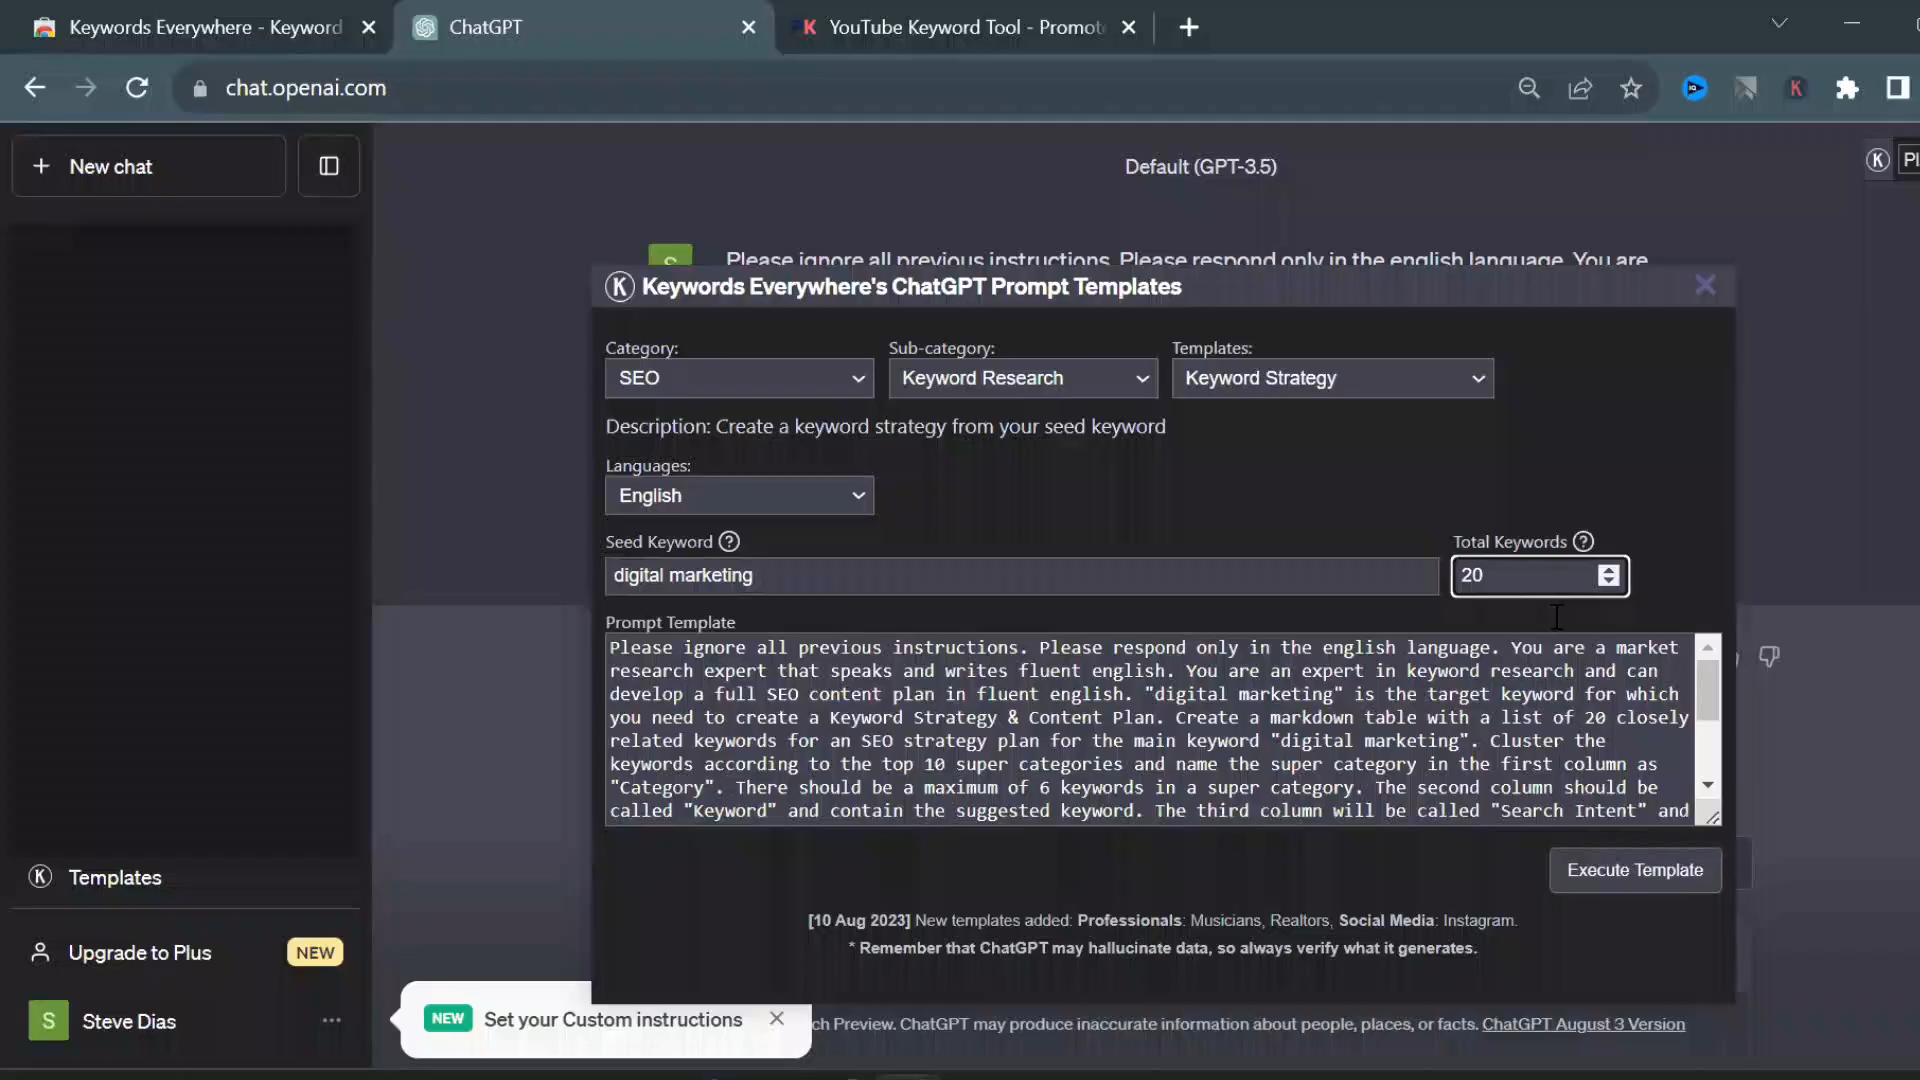 Keywords Everywhere - Keyword
ChatGPT
YouTube Keyword Tool - Promot
chat.openai.com
New chat
Default (GPT-3.5)
Please ignore all previous instructions. Please respond only in the english language. You are
Keywords Everywhere's ChatGPT Prompt Templates
Category:
Sub-category:
Templates:
SEO
Keyword Research
Keyword Strategy
Description: Create a keyword strategy from your seed keyword
Languages:
English
Seed Keyword
Total Keywords
digital marketing
20
Prompt Template
Please ignore all previous instructions. Please respond only in the english language. You are a market
research expert that speaks and writes fluent english. You are an expert in keyword research and can
develop a full SEO content plan in fluent english. "digital marketing" is the target keyword for which
you need to create a Keyword Strategy & Content Plan. Create a markdown table with a list of 20 closely
related keywords for an SEO strategy plan for the main keyword "digital marketing". Cluster the
keywords according to the top 10 super categories and name the super category in the first column as
"Category". There should be a maximum of 6 keywords in a super category. The second column should be
called "Keyword" and contain the suggested keyword. The third column will be called "Search Intent" and
Execute Template
[10 Aug 2023] New templates added: Professionals: Musicians, Realtors, Social Media: Instagram.
* Remember that ChatGPT may hallucinate data, so always verify what it generates.
Templates
Upgrade to Plus
NEW
S
Steve Dias
NEW
Set your Custom instructions
ch Preview. ChatGPT may produce inaccurate information about people, places, or facts. ChatGPT August 3 Version